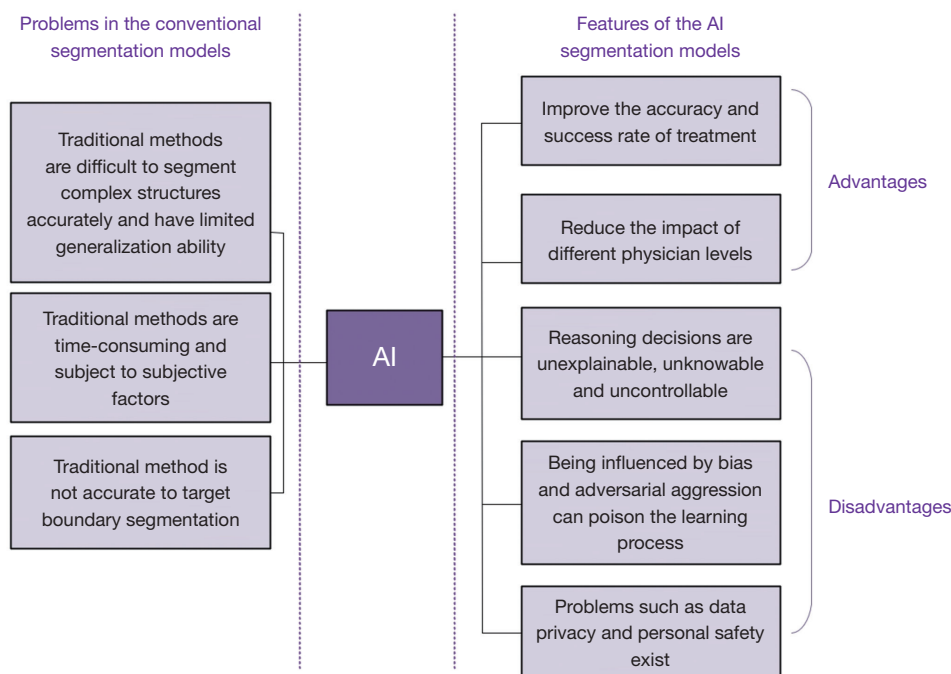 Problems in the conventional
segmentation models
Traditional methods
are difficult to segment
complex structures
accurately and have limited
generalization ability
Traditional methods are
time-consuming and
subject to subjective
factors
Traditional method is
not accurate to target
boundary segmentation
AI
Features of the AI
segmentation models
Improve the accuracy and
success rate of treatment
Reduce the impact of
different physician levels
Advantages
Reasoning decisions are
unexplainable, unknowable
and uncontrollable
Being influenced by bias
and adversarial aggression
can poison the learning
process
Problems such as data
privacy and personal safety
exist
Disadvantages